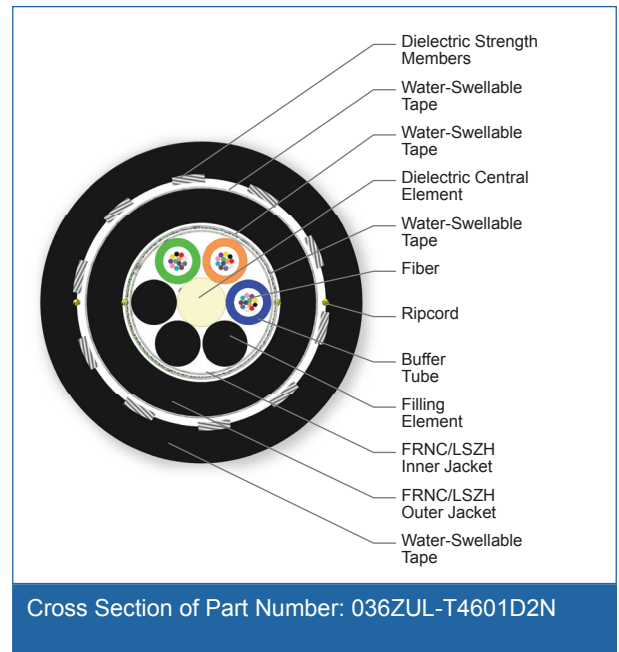 Dielectric Strength
Members
Water-Swellable
Tape
Water-Swellable
Tape
Dielectric Central
Element
Water-Swellable
Tape
Fiber
Ripcord
Buffer
Tube
Filling
Element
FRNC/LSZH
Inner Jacket
FRNC/LSZH
Outer Jacket
Water-Swellable
Tape
Cross Section of Part Number: 036ZUL-T4601D2N